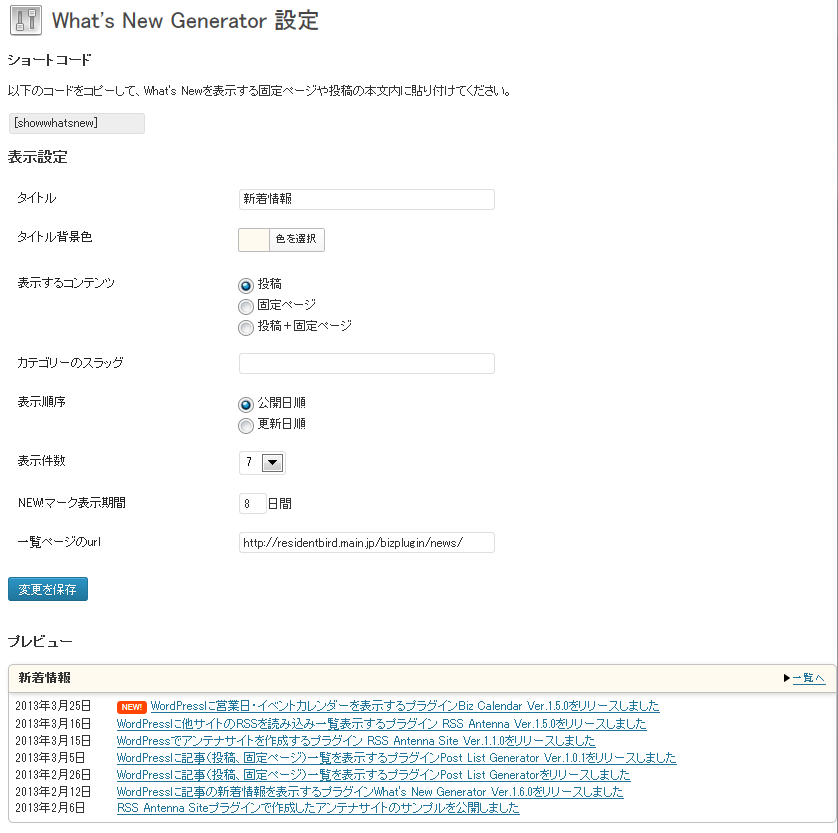 What's New Generator 設定
ショートコード
以下のコードをコピーして、What's Newを表示する固定ページや投稿の本文内に貼り付けてください。
[showwhatsnew]
表示設定
タイトル 新着情報
タイトル背景色 色を選択
表示するコンテンツ 投稿
固定ページ
投稿＋固定ページ
カテゴリーのスラッグ
表示順序 公開日順
更新日順
表示件数 7
NEW!マーク表示期間 8 日間
一覧ページのurl http://residentbird.main.jp/bizplugin/news/
変更を保存
プレビュー
新着情報 ▶一覧へ
2013年3月25日 NEW! WordPressに営業日・イベントカレンダーを表示するプラグインBiz Calendar Ver.1.5.0をリリースしました
2013年3月16日 WordPressに他サイトのRSSを読み込み一覧表示するプラグイン RSS Antenna Ver.1.5.0をリリースしました
2013年3月15日 WordPressでアンテナサイトを作成するプラグイン RSS Antenna Site Ver.1.1.0をリリースしました
2013年3月5日 WordPressに記事（投稿、固定ページ）一覧を表示するプラグインPost List Generator Ver.1.0.1をリリースしました
2013年2月26日 WordPressに記事（投稿、固定ページ）一覧を表示するプラグインPost List Generatorをリリースしました
2013年2月12日 WordPressに記事の新着情報を表示するプラグインWhat's New Generator Ver.1.6.0をリリースしました
2013年2月6日 RSS Antenna Siteプラグインで作成したアンテナサイトのサンプルを公開しました